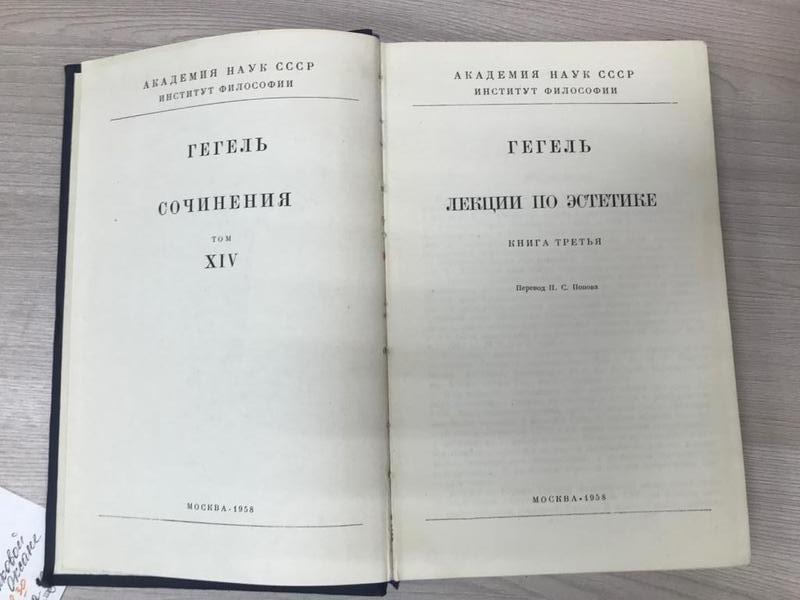 АКАДЕМИЯ НАУК СССР
ИНСТИТУТ ФИЛОСОФИИ
ГЕГЕЛЬ
СОЧИНЕНИЯ
ТОМ
XIV
МОСКВА • 1958
АКАДЕМИЯ НАУК СССР
ИНСТИТУТ ФИЛОСОФИИ
ГЕГЕЛЬ
ЛЕКЦИИ ПО ЭСТЕТИКЕ
КНИГА ТРЕТЬЯ
Перевод П. С. Попова
МОСКВА • 1958